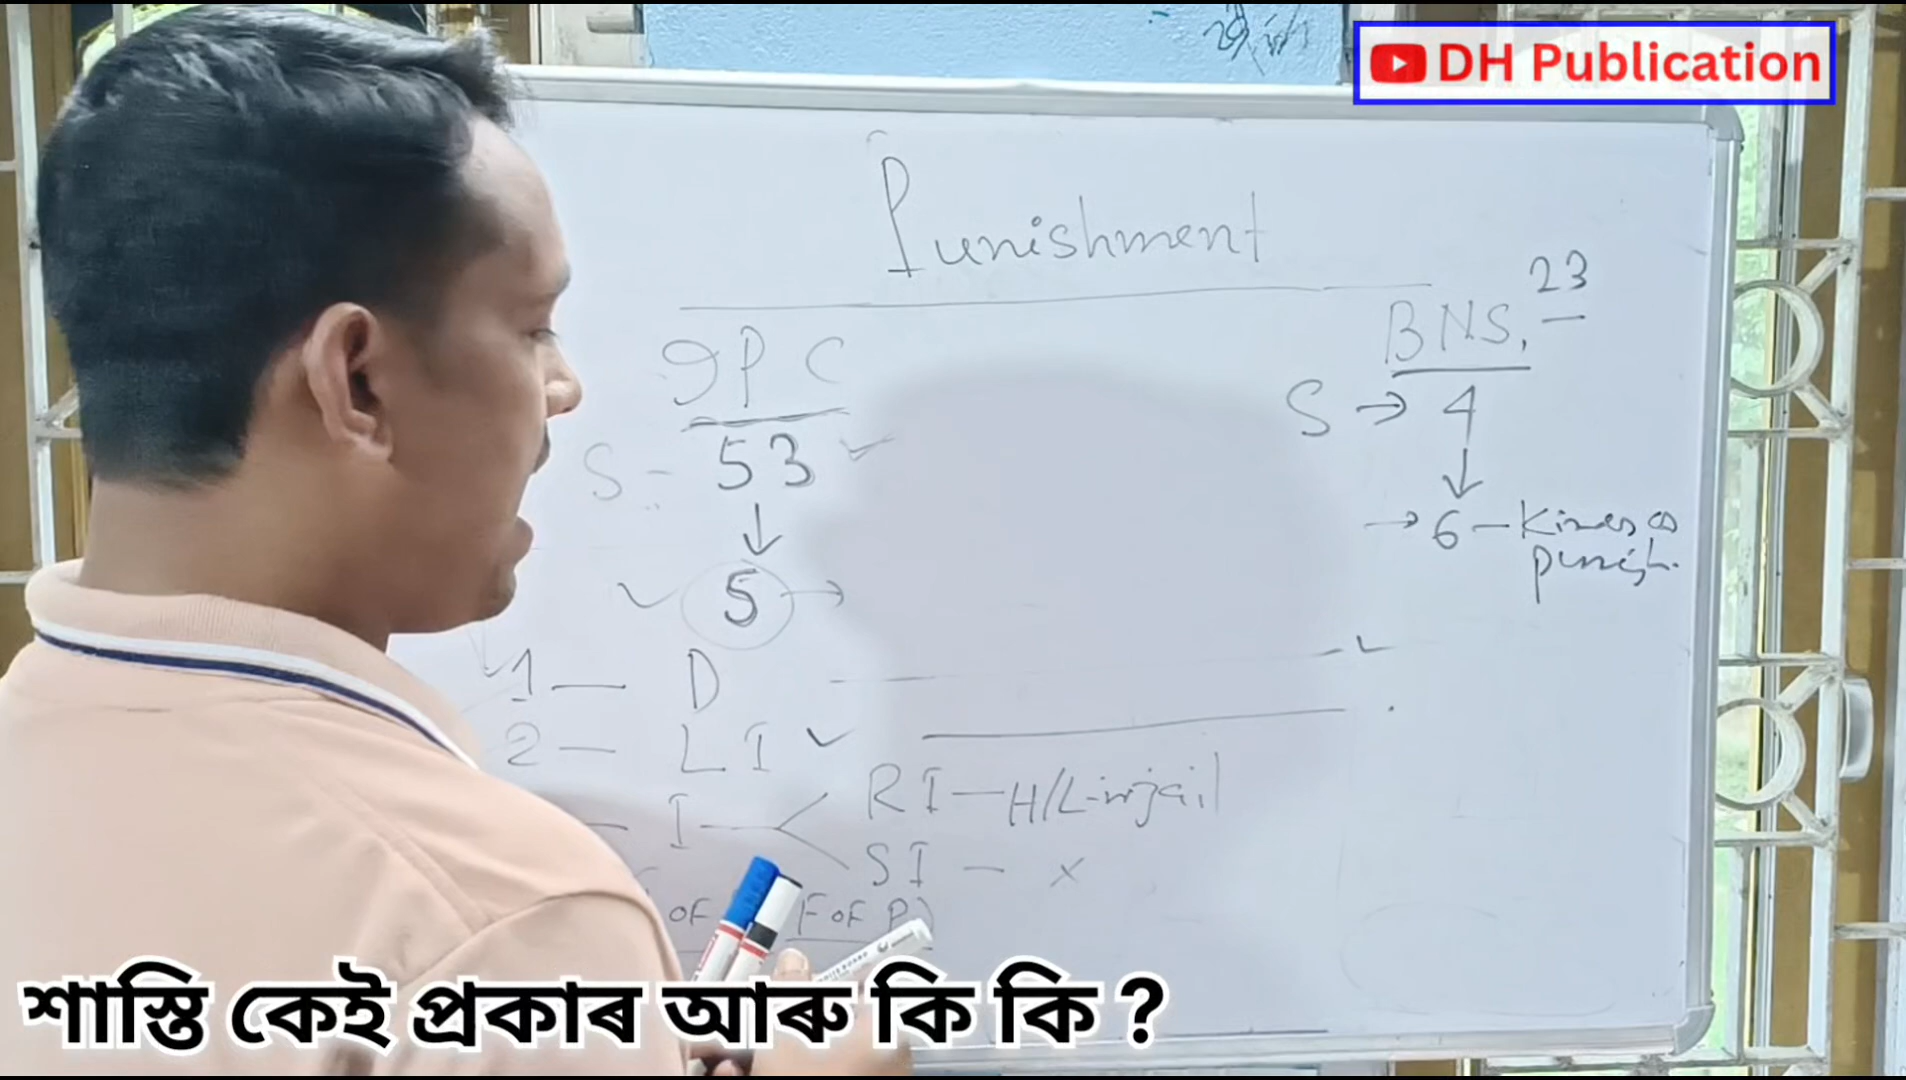 DH Publication
Punishment
IPC
BNS, 23
S = 53
S → 4
5 →
→ 6 - Kinds of punish.
1 — D
2 — LI
— I — RI — H/L - in jail
SI — x
of F of P)
শাস্তি কেই প্ৰকাৰ আৰু কি কি ?